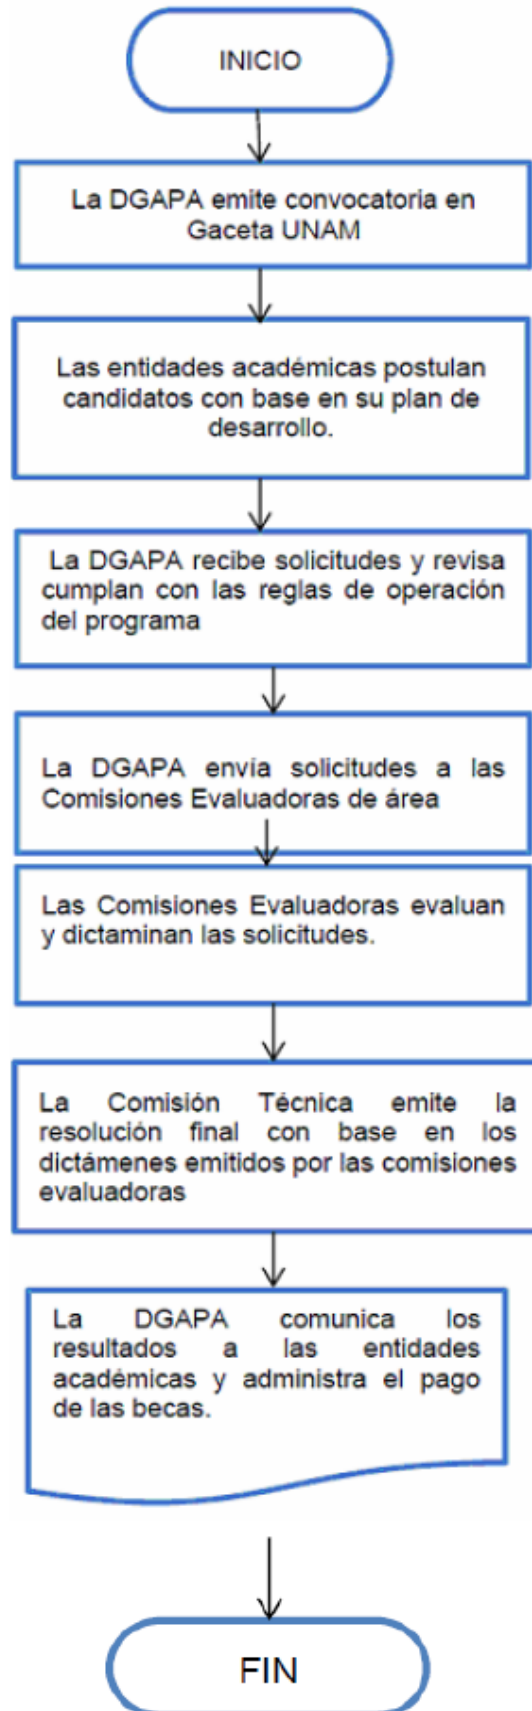 INICIO
La DGAPA emite convocatoria en
Gaceta UNAM
Las entidades académicas postulan
candidatos con base en su plan de
desarrollo.
La DGAPA recibe solicitudes y revisa
cumplan con las reglas de operación
del programa
La DGAPA envía solicitudes a las
Comisiones Evaluadoras de área
Las Comisiones Evaluadoras evaluan
y dictaminan las solicitudes.
La Comisión Técnica emite la
resolución final con base en los
dictámenes emitidos por las comisiones
evaluadoras
La DGAPA comunica los
resultados a las entidades
académicas y administra el pago
de las becas.
FIN